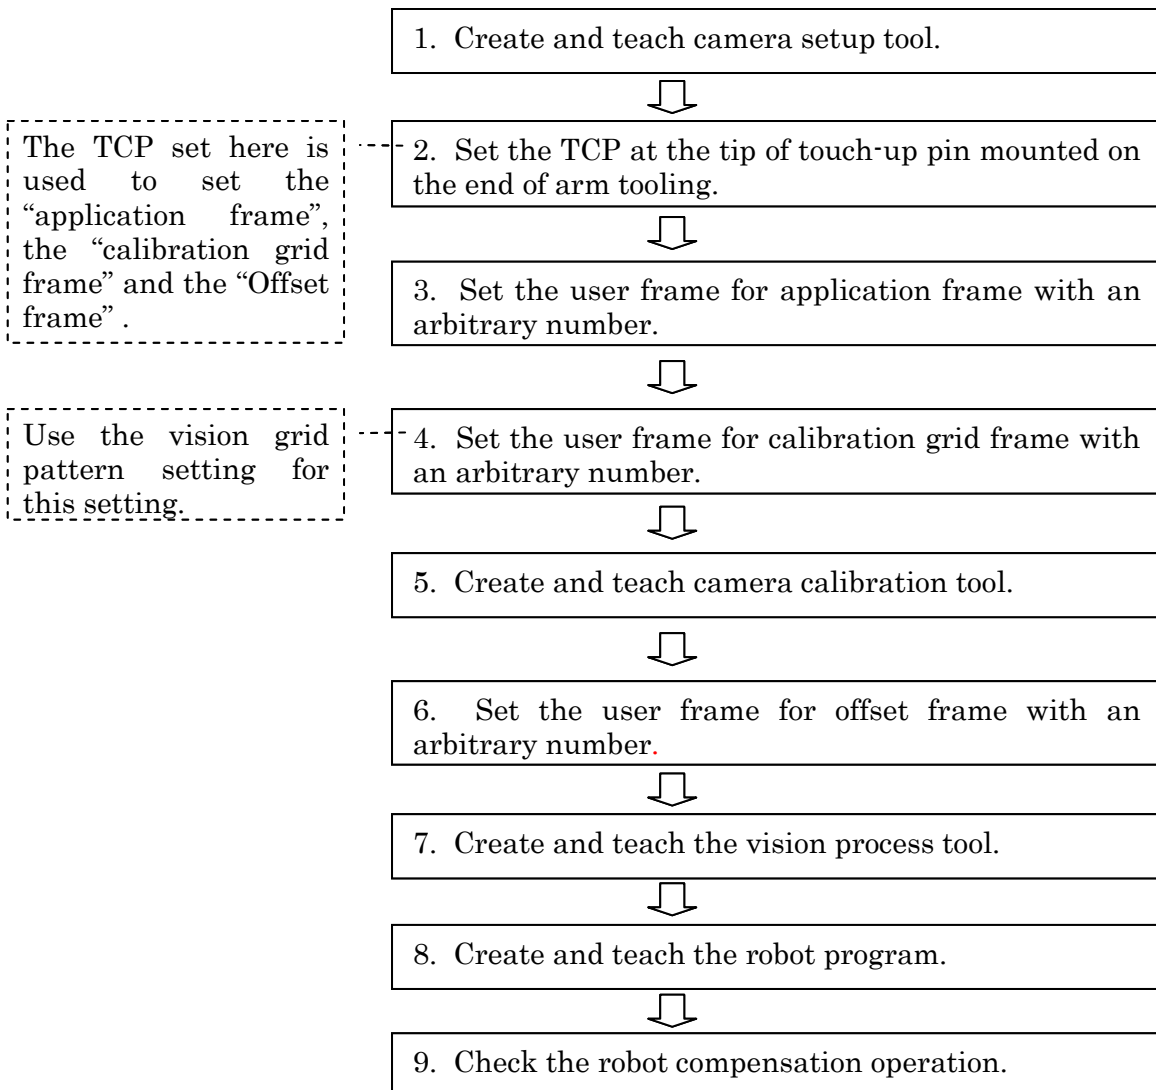 1. Create and teach camera setup tool.
The TCP set here is
used to set the
“application frame”,
the “calibration grid
frame” and the “Offset
frame” .
2. Set the TCP at the tip of touch-up pin mounted on
the end of arm tooling.
3. Set the user frame for application frame with an
arbitrary number.
Use the vision grid
pattern setting for
this setting.
4. Set the user frame for calibration grid frame with
an arbitrary number.
5. Create and teach camera calibration tool.
6. Set the user frame for offset frame with an
arbitrary number.
7. Create and teach the vision process tool.
8. Create and teach the robot program.
9. Check the robot compensation operation.